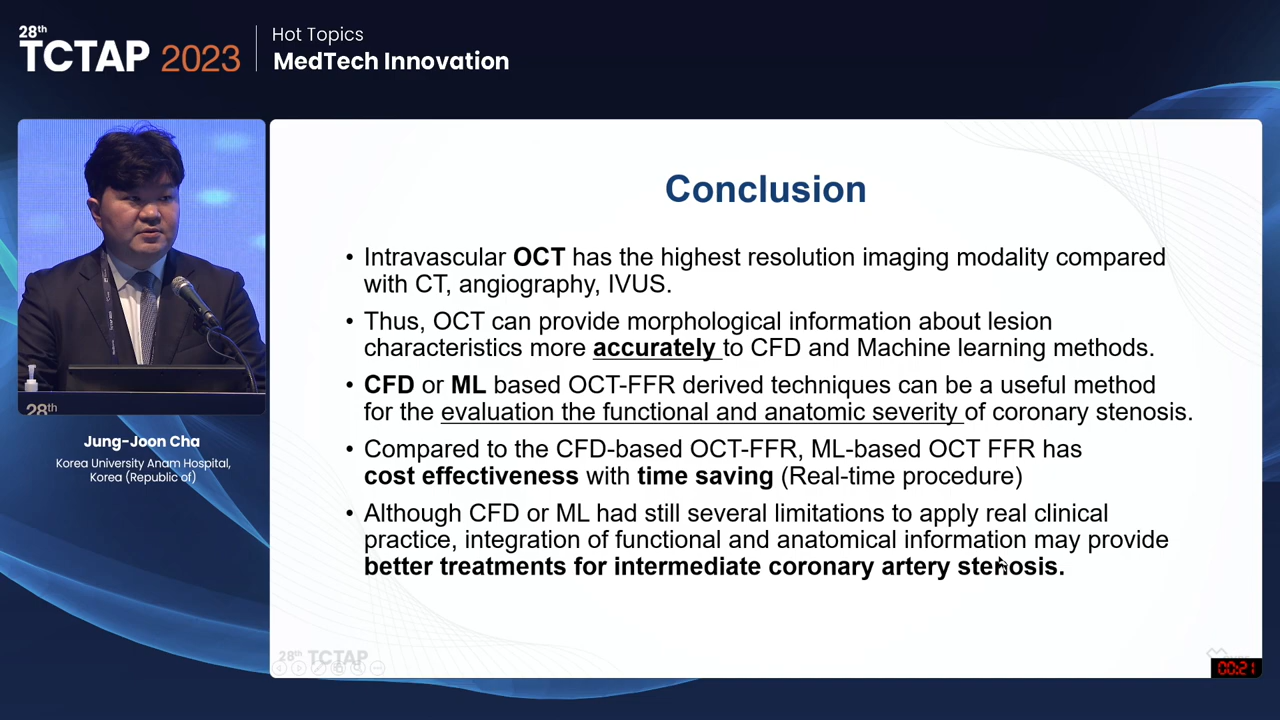 28th
TCTAP 2023
Hot Topics
MedTech Innovation
28th
Jung-Joon Cha
Korea University Anam Hospital,
Korea (Republic of)
Conclusion
• Intravascular OCT has the highest resolution imaging modality compared
with CT, angiography, IVUS.
• Thus, OCT can provide morphological information about lesion
characteristics more accurately to CFD and Machine learning methods.
• CFD or ML based OCT-FFR derived techniques can be a useful method
for the evaluation the functional and anatomic severity of coronary stenosis.
• Compared to the CFD-based OCT-FFR, ML-based OCT FFR has
cost effectiveness with time saving (Real-time procedure)
• Although CFD or ML had still several limitations to apply real clinical
practice, integration of functional and anatomical information may provide
better treatments for intermediate coronary artery stenosis.
28th TCTAP
00:21